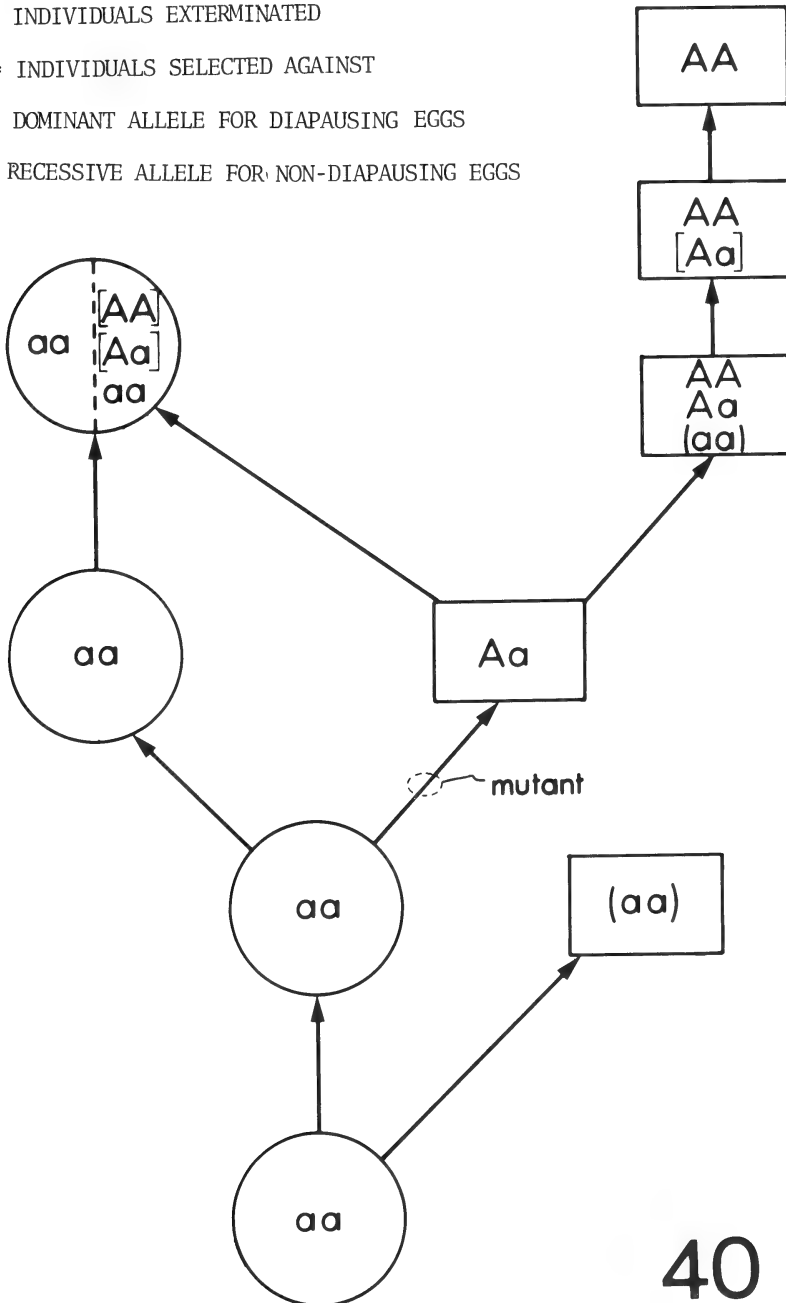 INDIVIDUALS EXTERMINATED
INDIVIDUALS SELECTED AGAINST
DOMINANT ALLELE FOR DIAPAUSING EGGS
RECESSIVE ALLELE FOR NON-DIAPAUSING EGGS
AA
AA
[Aa]
AA
Aa
(aa)
aa
[AA]
[Aa]
aa
aa
Aa
mutant
aa
(aa)
aa
40